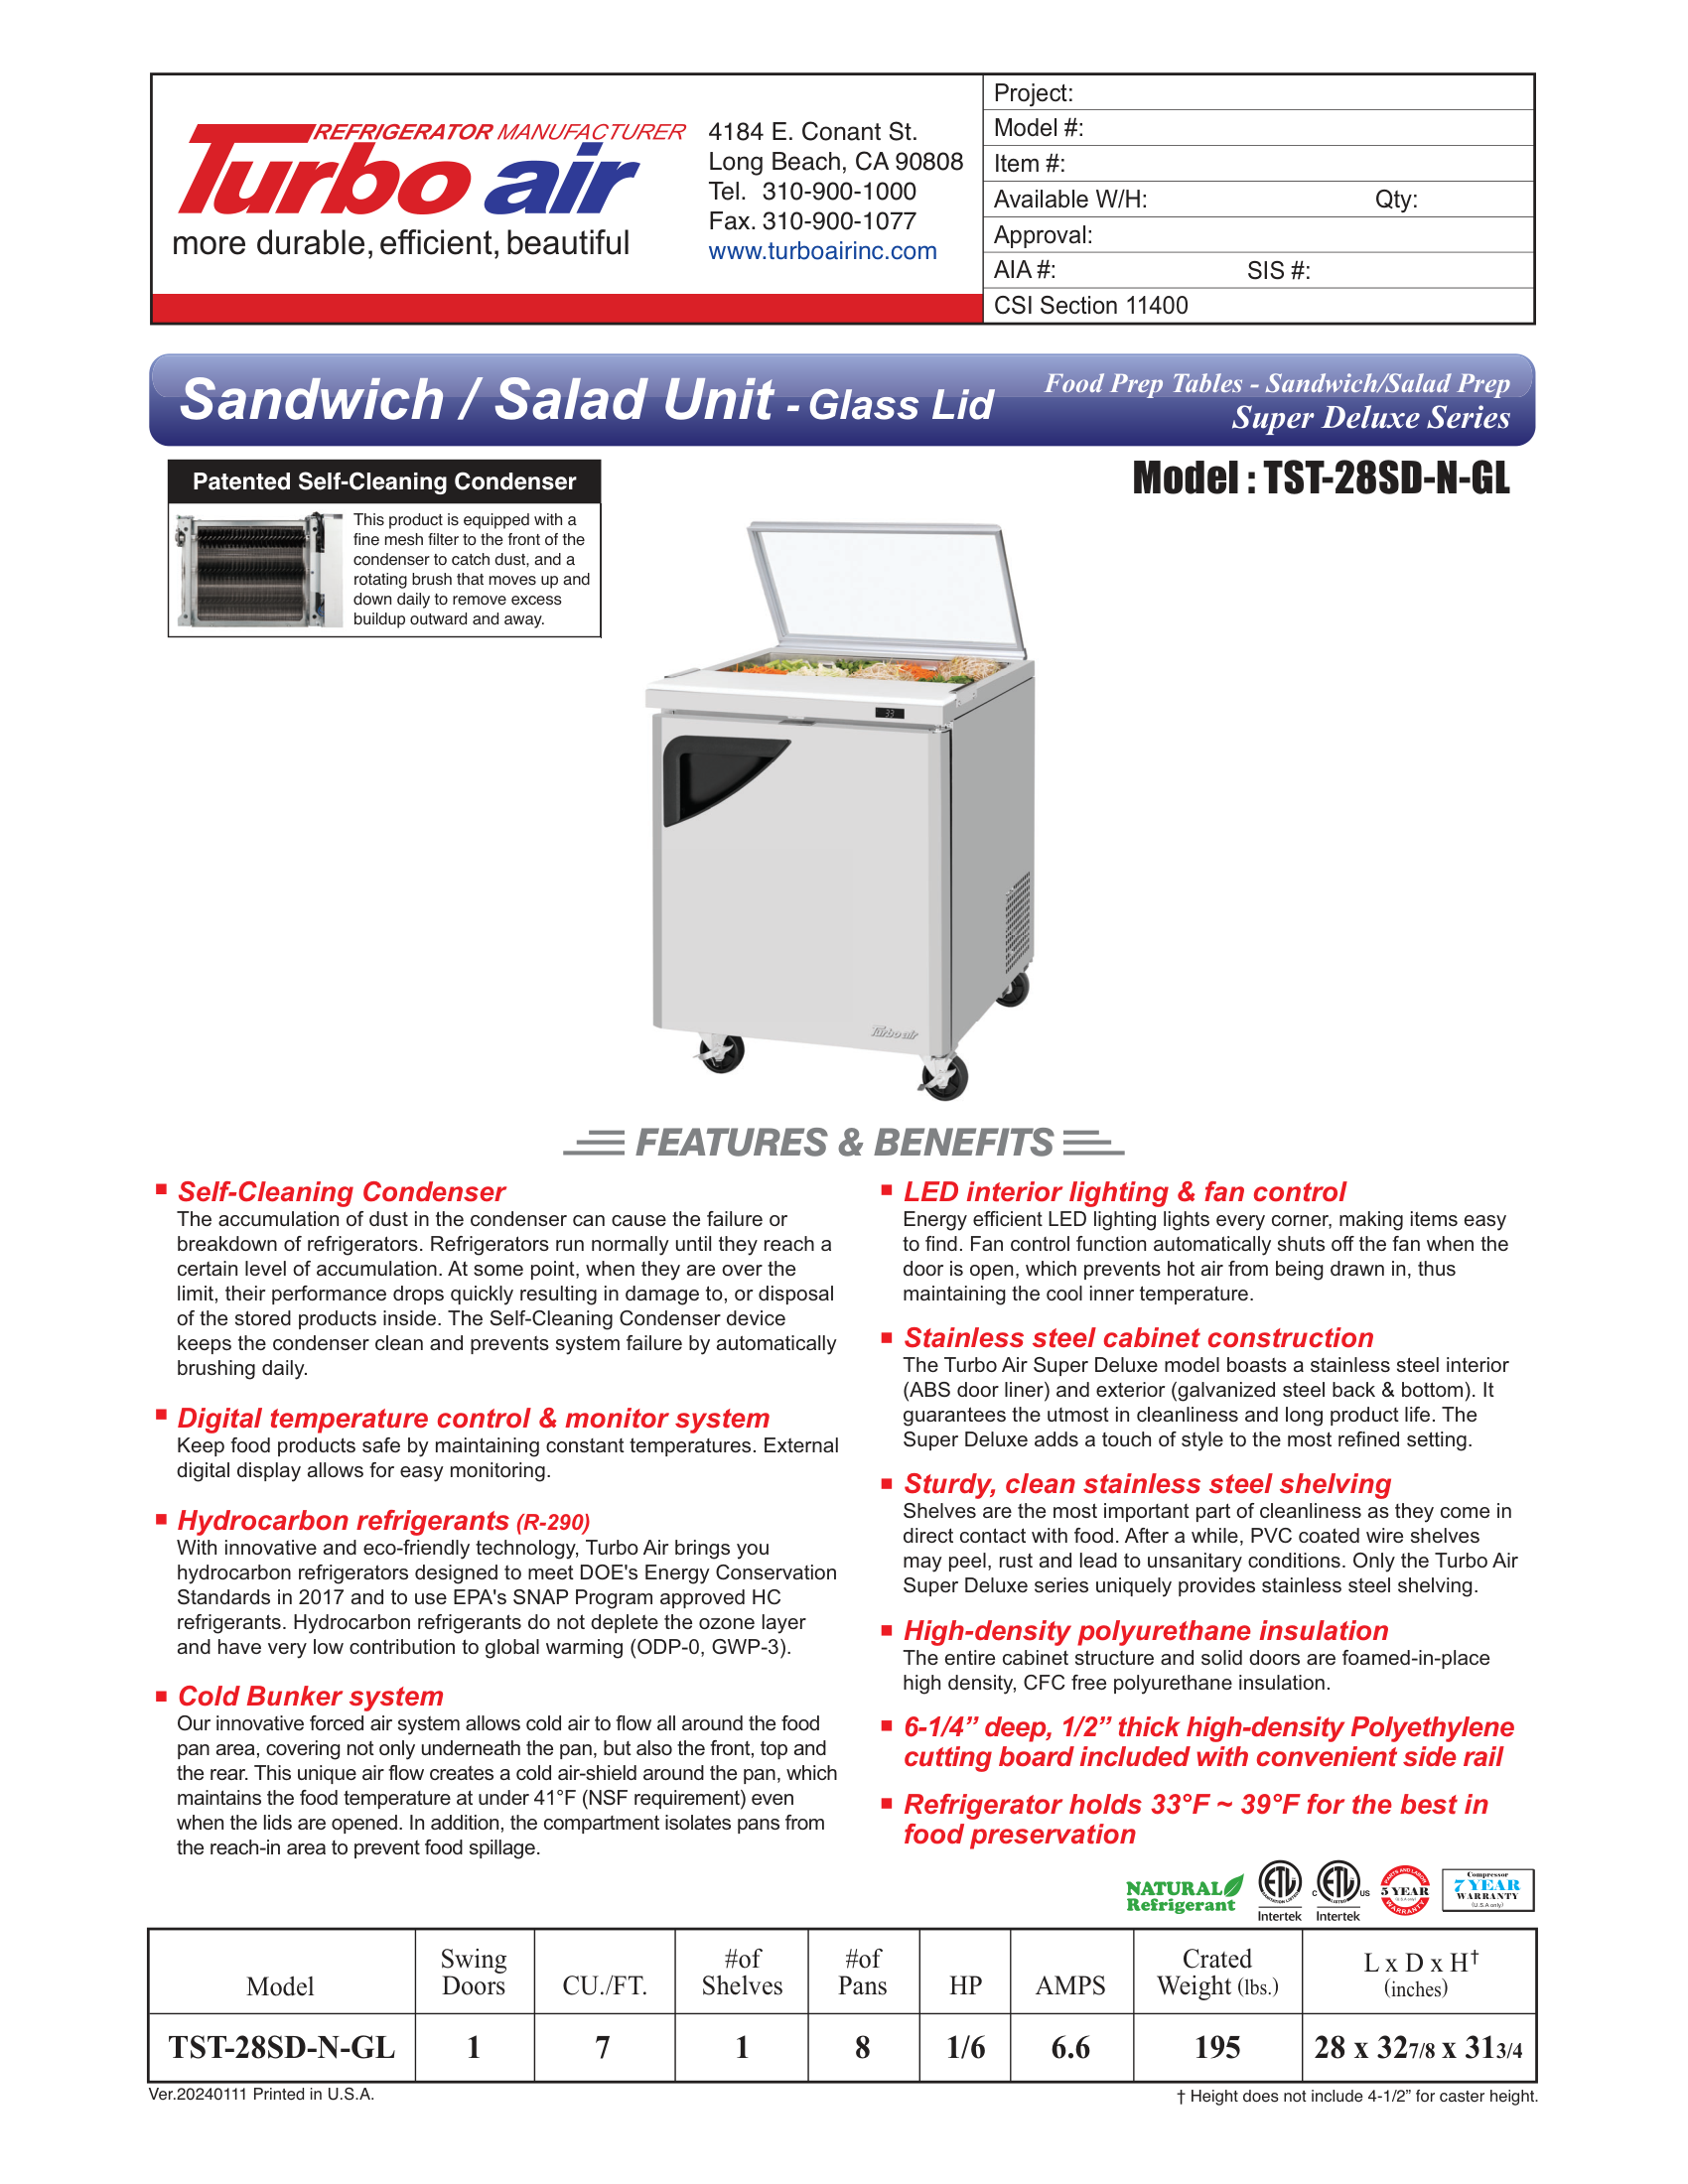 REFRIGERATOR MANUFACTURER
Turbo air
more durable, efficient, beautiful
4184 E. Conant St.
Long Beach, CA 90808
Tel. 310-900-1000
Fax. 310-900-1077
www.turboairinc.com
Project:
Model #:
Item #:
Available W/H: Qty:
Approval:
AIA #: SIS #:
CSI Section 11400
Sandwich / Salad Unit - Glass Lid
Food Prep Tables - Sandwich/Salad Prep
Super Deluxe Series
Patented Self-Cleaning Condenser
This product is equipped with a
fine mesh filter to the front of the
condenser to catch dust, and a
rotating brush that moves up and
down daily to remove excess
buildup outward and away.
Model : TST-28SD-N-GL
33
Turbo air
FEATURES & BENEFITS
Self-Cleaning Condenser
The accumulation of dust in the condenser can cause the failure or
breakdown of refrigerators. Refrigerators run normally until they reach a
certain level of accumulation. At some point, when they are over the
limit, their performance drops quickly resulting in damage to, or disposal
of the stored products inside. The Self-Cleaning Condenser device
keeps the condenser clean and prevents system failure by automatically
brushing daily.
Digital temperature control & monitor system
Keep food products safe by maintaining constant temperatures. External
digital display allows for easy monitoring.
Hydrocarbon refrigerants (R-290)
With innovative and eco-friendly technology, Turbo Air brings you
hydrocarbon refrigerators designed to meet DOE's Energy Conservation
Standards in 2017 and to use EPA's SNAP Program approved HC
refrigerants. Hydrocarbon refrigerants do not deplete the ozone layer
and have very low contribution to global warming (ODP-0, GWP-3).
Cold Bunker system
Our innovative forced air system allows cold air to flow all around the food
pan area, covering not only underneath the pan, but also the front, top and
the rear. This unique air flow creates a cold air-shield around the pan, which
maintains the food temperature at under 41°F (NSF requirement) even
when the lids are opened. In addition, the compartment isolates pans from
the reach-in area to prevent food spillage.
LED interior lighting & fan control
Energy efficient LED lighting lights every corner, making items easy
to find. Fan control function automatically shuts off the fan when the
door is open, which prevents hot air from being drawn in, thus
maintaining the cool inner temperature.
Stainless steel cabinet construction
The Turbo Air Super Deluxe model boasts a stainless steel interior
(ABS door liner) and exterior (galvanized steel back & bottom). It
guarantees the utmost in cleanliness and long product life. The
Super Deluxe adds a touch of style to the most refined setting.
Sturdy, clean stainless steel shelving
Shelves are the most important part of cleanliness as they come in
direct contact with food. After a while, PVC coated wire shelves
may peel, rust and lead to unsanitary conditions. Only the Turbo Air
Super Deluxe series uniquely provides stainless steel shelving.
High-density polyurethane insulation
The entire cabinet structure and solid doors are foamed-in-place
high density, CFC free polyurethane insulation.
6-1/4” deep, 1/2” thick high-density Polyethylene
cutting board included with convenient side rail
Refrigerator holds 33°F ~ 39°F for the best in
food preservation
NATURAL
Refrigerant
ETL
SANITATION LISTED
Intertek
C ETL US
LISTED
Intertek
PARTS AND LABOR
5 YEAR
(U.S.A only)
WARRANTY
Compressor
7 YEAR
WARRANTY
(U.S.A only)
Model Swing Doors CU./FT. #of Shelves #of Pans HP AMPS Crated Weight (lbs.) L x D x H† (inches)
TST-28SD-N-GL 1 7 1 8 1/6 6.6 195 28 x 327/8 x 313/4
Ver.20240111 Printed in U.S.A.
† Height does not include 4-1/2” for caster height.